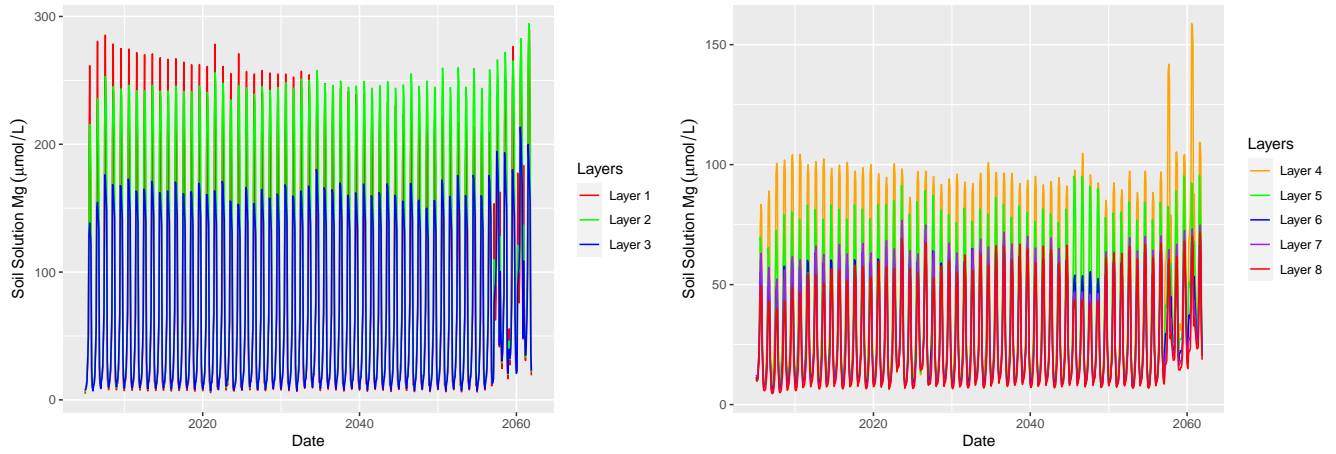 300
200
100
0
Soil Solution Mg (μmol/L)
2020
2040
2060
Date
Layers
Layer 1
Layer 2
Layer 3
150
100
50
0
Soil Solution Mg (μmol/L)
2020
2040
2060
Date
Layers
Layer 4
Layer 5
Layer 6
Layer 7
Layer 8